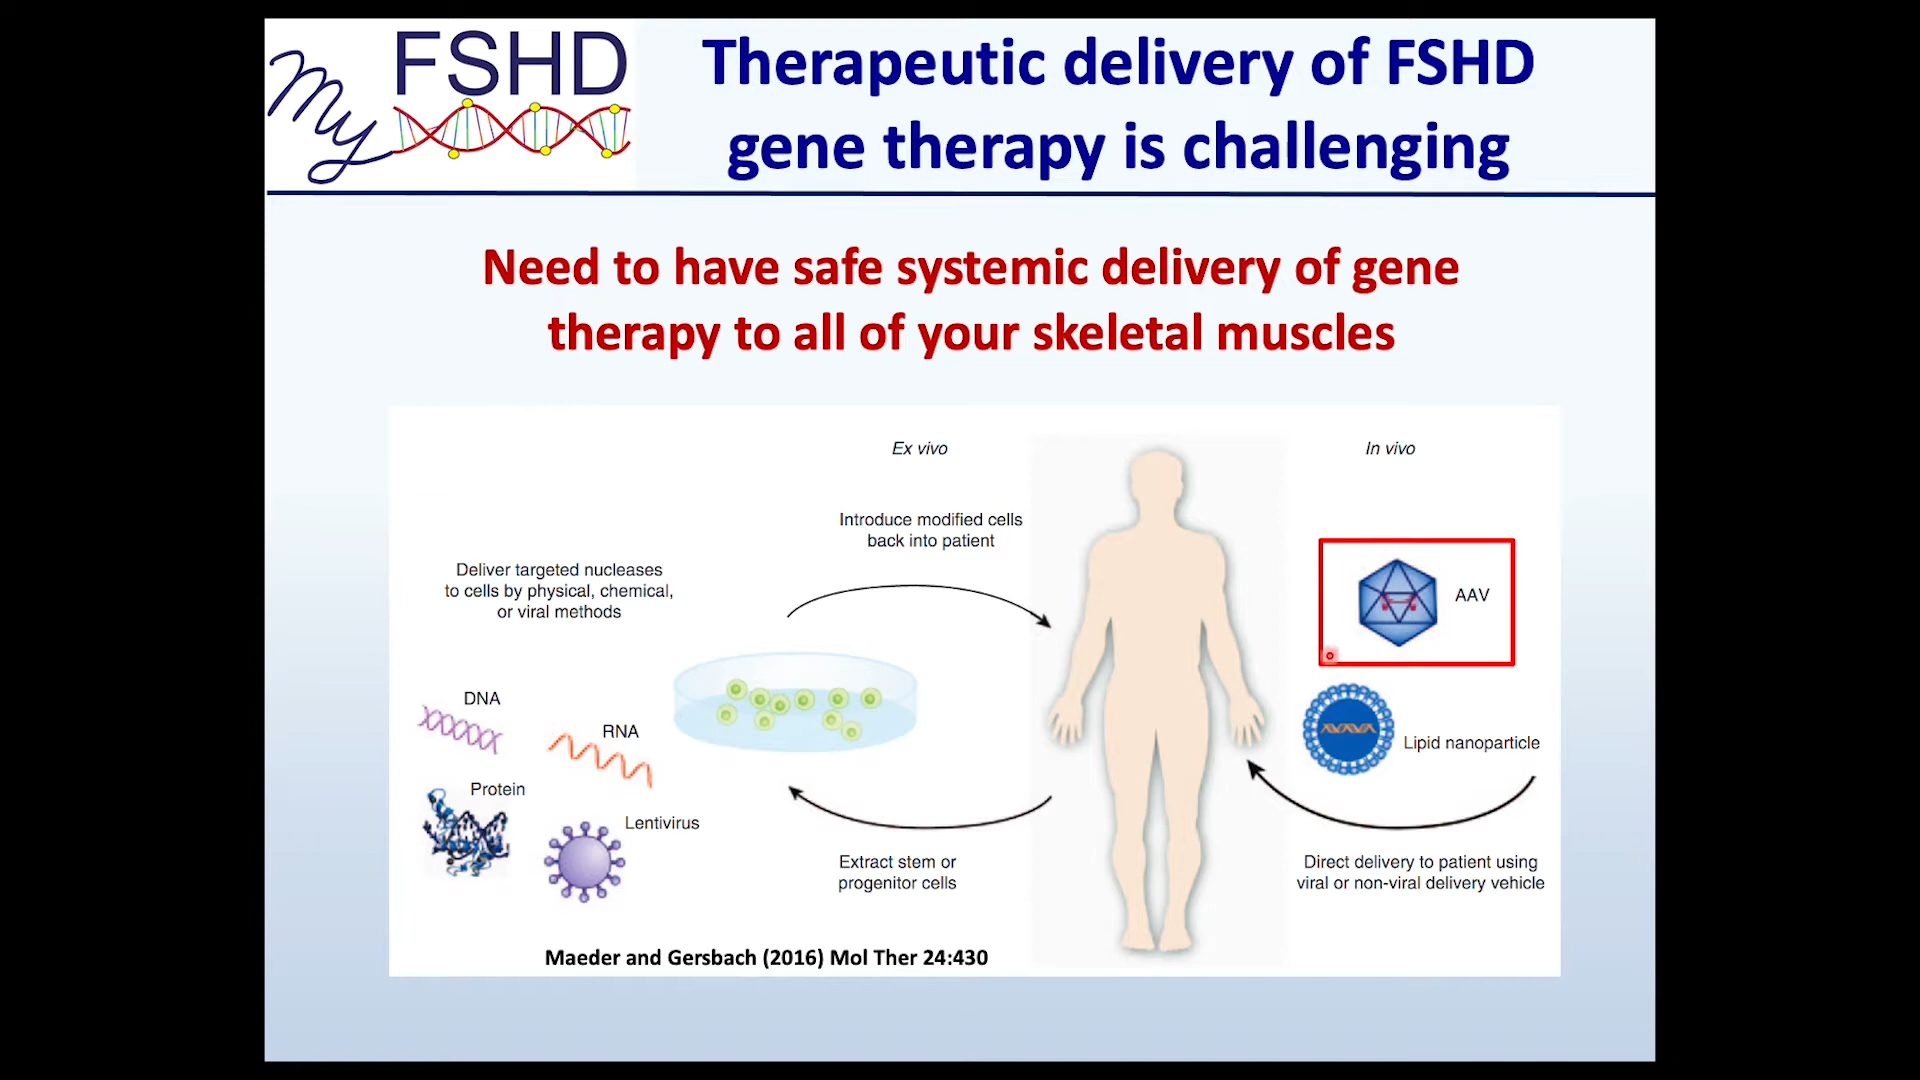 My FSHD
Therapeutic delivery of FSHD
gene therapy is challenging
Need to have safe systemic delivery of gene
therapy to all of your skeletal muscles
Ex vivo
In vivo
Introduce modified cells
back into patient
Deliver targeted nucleases
to cells by physical, chemical,
or viral methods
AAV
DNA
RNA
Lipid nanoparticle
Protein
Lentivirus
Extract stem or
progenitor cells
Direct delivery to patient using
viral or non-viral delivery vehicle
Maeder and Gersbach (2016) Mol Ther 24:430